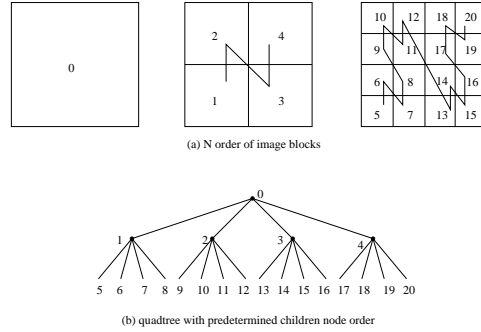 0
2 4
1 3
10 12 18 20
9 11 17 19
6 8 14 16
5 7 13 15
(a) N order of image blocks
0
1 2 3 4
5 6 7 8 9 10 11 12 13 14 15 16 17 18 19 20
(b) quadtree with predetermined children node order